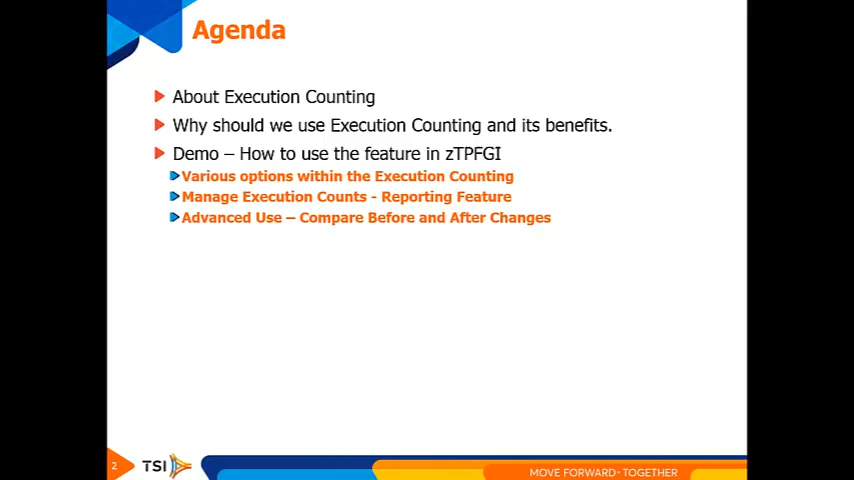 Agenda
About Execution Counting
Why should we use Execution Counting and its benefits.
Demo – How to use the feature in zTPFGI
Various options within the Execution Counting
Manage Execution Counts - Reporting Feature
Advanced Use – Compare Before and After Changes
2
TSI
MOVE FORWARD·TOGETHER